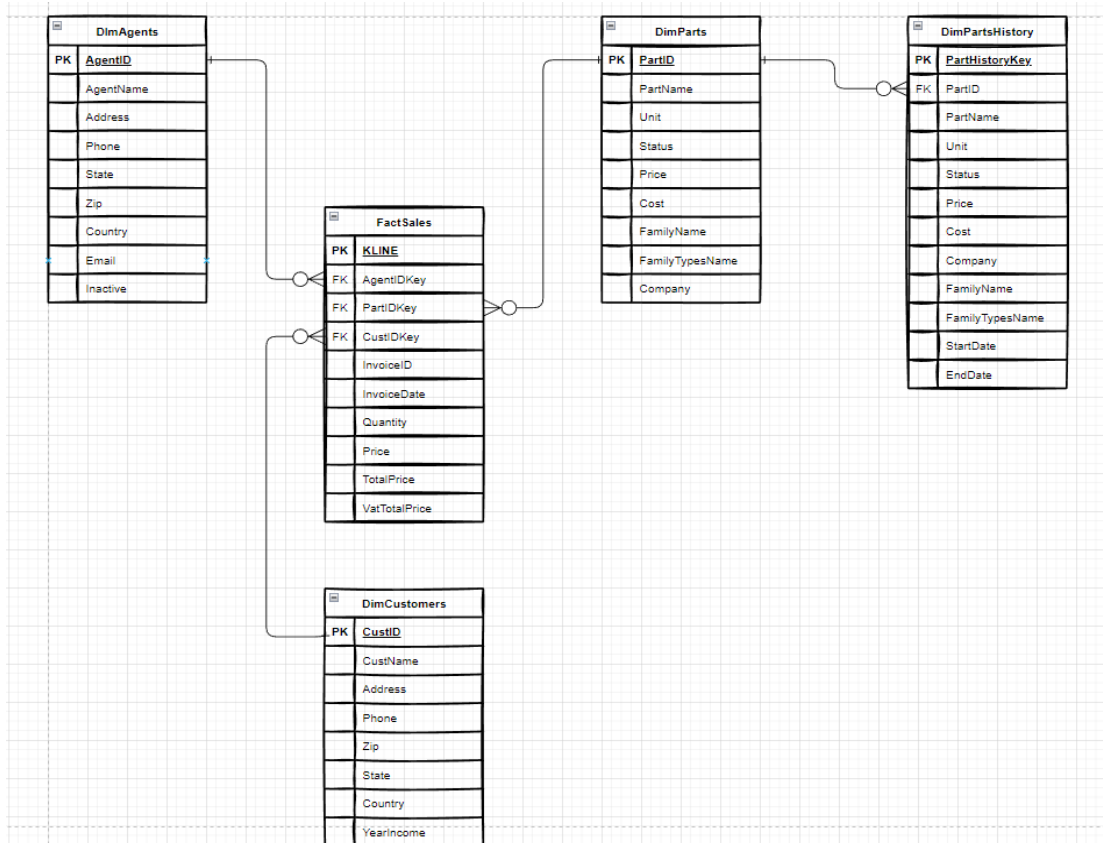 DImAgents
PK AgentID
AgentName
Address
Phone
State
Zip
Country
Email
Inactive
FactSales
PK KLINE
FK AgentIDKey
FK PartIDKey
FK CustIDKey
InvoiceID
InvoiceDate
Quantity
Price
TotalPrice
VatTotalPrice
DimCustomers
PK CustID
CustName
Address
Phone
Zip
State
Country
YearIncome
DimParts
PK PartID
PartName
Unit
Status
Price
Cost
FamilyName
FamilyTypesName
Company
DimPartsHistory
PK PartHistoryKey
FK PartID
PartName
Unit
Status
Price
Cost
Company
FamilyName
FamilyTypesName
StartDate
EndDate